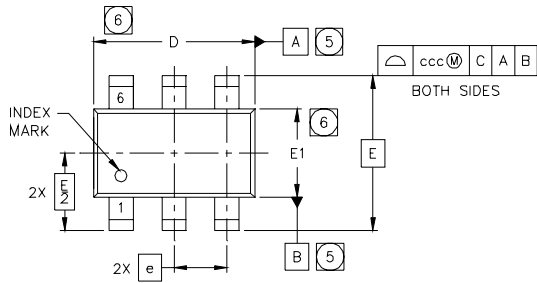 6
D
A 5
ccc Ⓜ C A B
BOTH SIDES
6
INDEX
MARK
6
E1
E
2X E/2
1
B 5
2X e